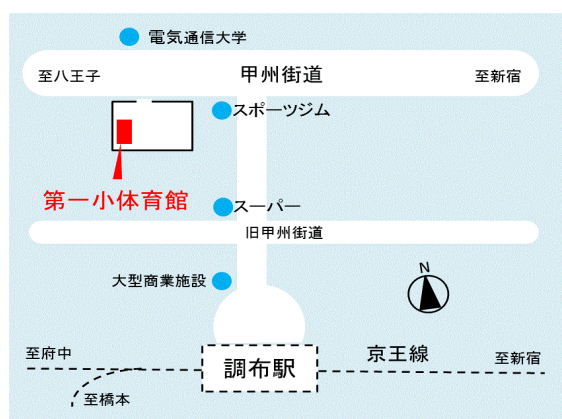 電気通信大学
至八王子
甲州街道
至新宿
スポーツジム
第一小体育館
スーパー
旧甲州街道
大型商業施設
N
至府中
調布駅
京王線
至新宿
至橋本